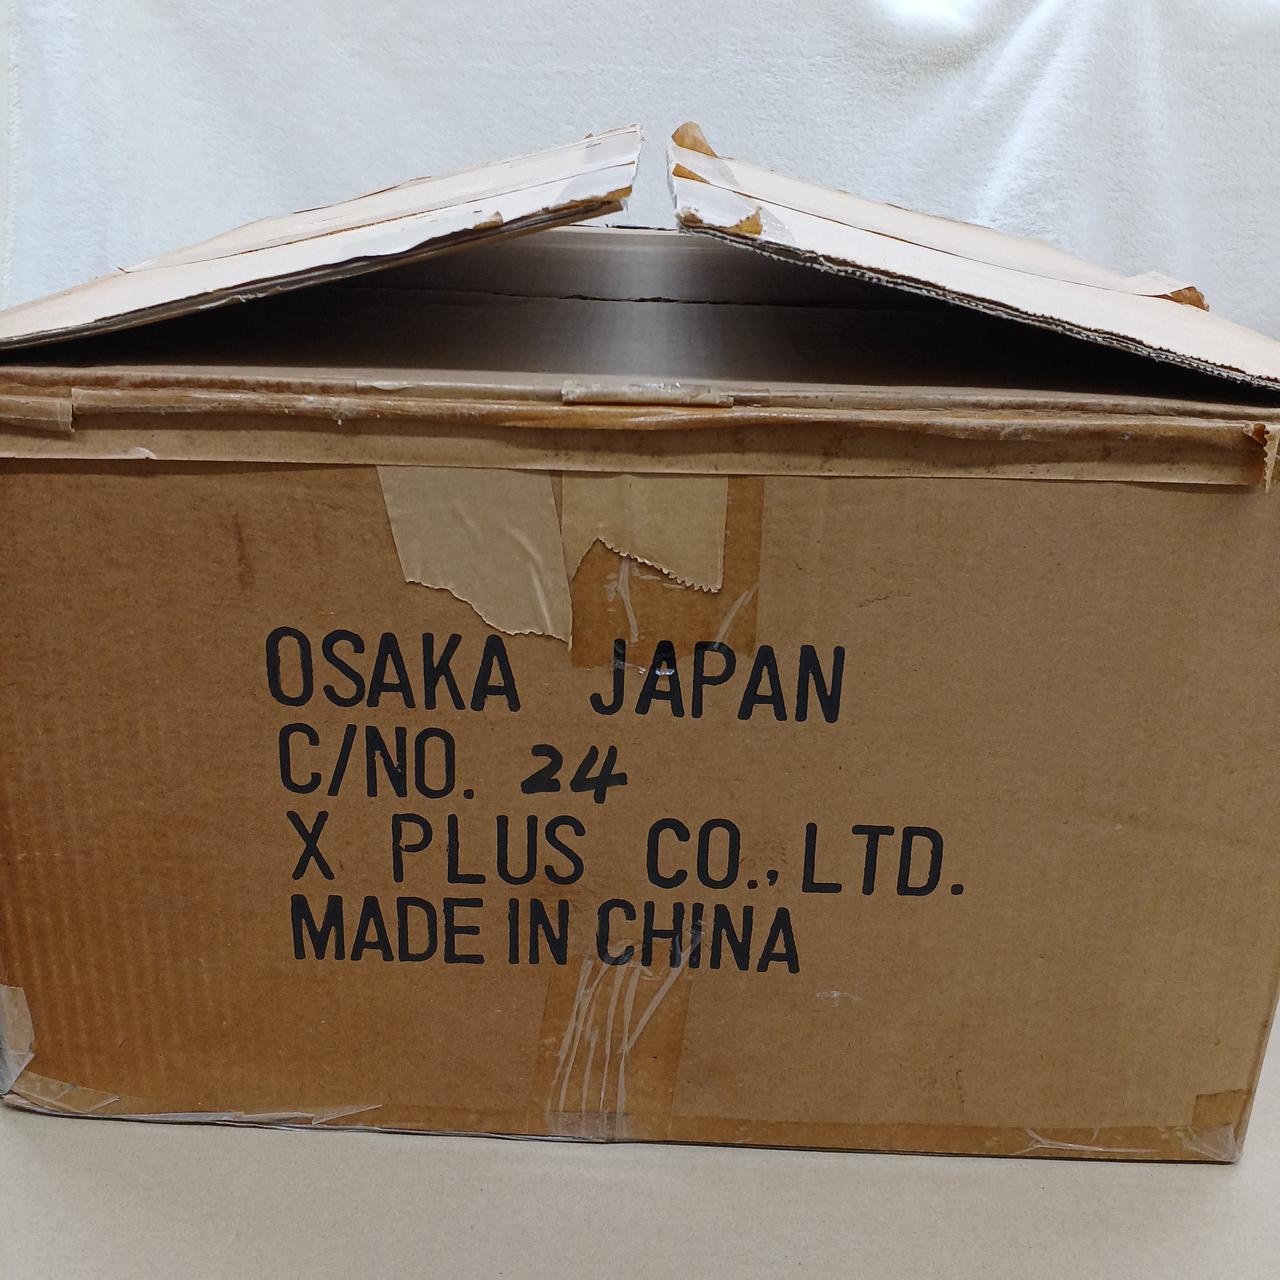 OSAKA JAPAN
C/NO. 24
X PLUS CO., LTD.
MADE IN CHINA